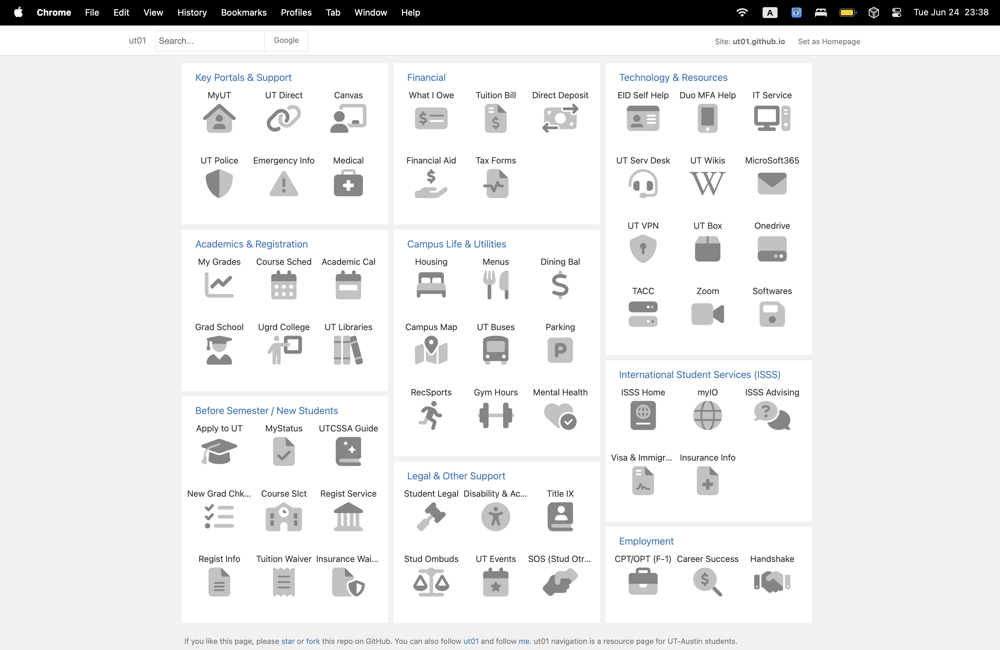 Chrome File Edit View History Bookmarks Profiles Tab Window Help A Tue Jun 24 23:38
ut01 Search... Google Site: ut01.github.io Set as Homepage
Key Portals & Support
MyUT UT Direct Canvas
UT Police Emergency Info Medical
Academics & Registration
My Grades Course Sched Academic Cal
Grad School Ugrd College UT Libraries
Before Semester / New Students
Apply to UT MyStatus UTCSSA Guide
New Grad Chk... Course Slct Regist Service
Regist Info Tuition Waiver Insurance Wai...
Financial
What I Owe Tuition Bill Direct Deposit
Financial Aid Tax Forms
Campus Life & Utilities
Housing Menus Dining Bal
Campus Map UT Buses Parking
P
RecSports Gym Hours Mental Health
Legal & Other Support
Student Legal Disability & Ac... Title IX
Stud Ombuds UT Events SOS (Stud Otr...
Technology & Resources
EID Self Help Duo MFA Help IT Service
UT Serv Desk UT Wikis MicroSoft365
W
UT VPN UT Box Onedrive
TACC Zoom Softwares
International Student Services (ISSS)
ISSS Home myIO ISSS Advising
Visa & Immigr... Insurance Info
Employment
CPT/OPT (F-1) Career Success Handshake
If you like this page, please star or fork this repo on GitHub. You can also follow ut01 and follow me. ut01 navigation is a resource page for UT-Austin students.